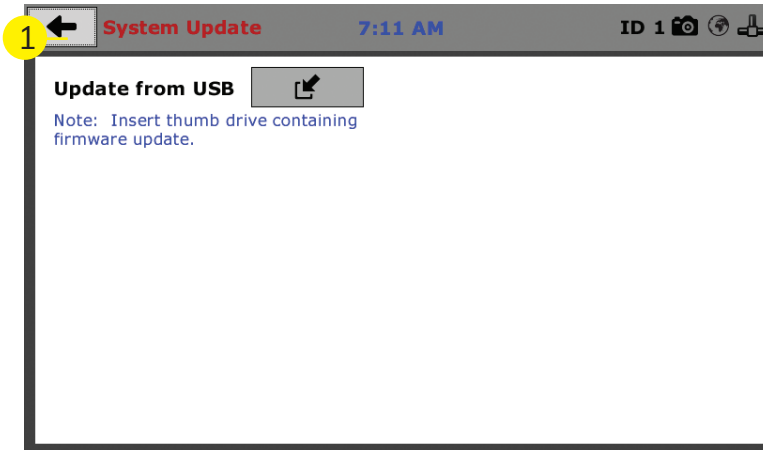 1 System Update 7:11 AM ID 1
Update from USB
Note: Insert thumb drive containing
firmware update.